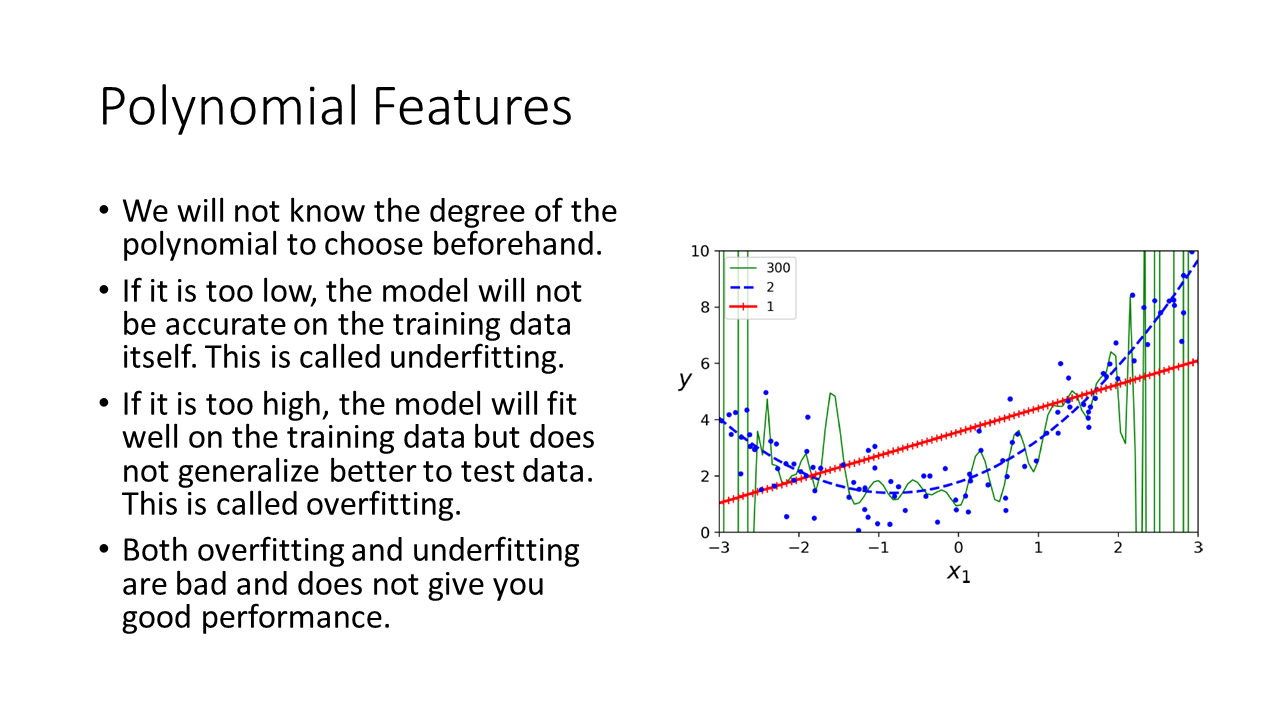 Polynomial Features
• We will not know the degree of the
polynomial to choose beforehand.
• If it is too low, the model will not
be accurate on the training data
itself. This is called underfitting.
• If it is too high, the model will fit
well on the training data but does
not generalize better to test data.
This is called overfitting.
• Both overfitting and underfitting
are bad and does not give you
good performance.
10
8
6
4
2
0
y
300
2
1
−3 −2 −1 0 1 2 3
x₁